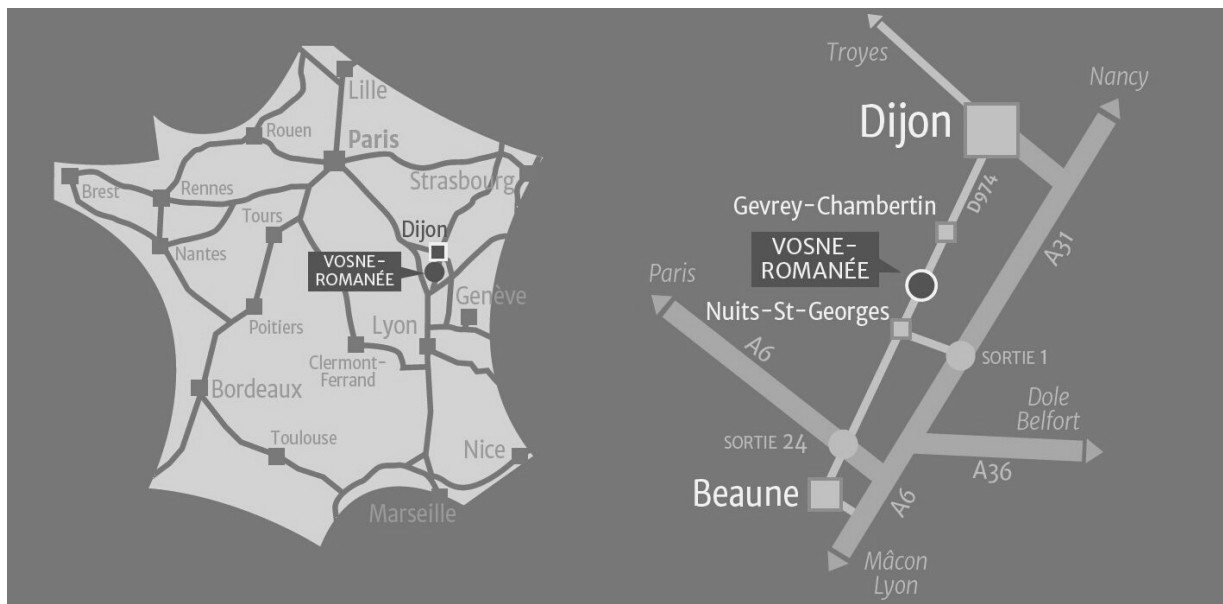 Lille
Rouen
Paris
Strasbourg
Brest
Rennes
Tours
Dijon
Nantes
VOSNE-
ROMANÉE
Genève
Poitiers
Lyon
Clermont-
Ferrand
Bordeaux
Toulouse
Nice
Marseille
Troyes
Nancy
Dijon
D974
Gevrey-Chambertin
VOSNE-
ROMANÉE
A31
Paris
Nuits-St-Georges
A6
SORTIE 1
Dole
Belfort
SORTIE 24
A36
Beaune
A6
Mâcon
Lyon